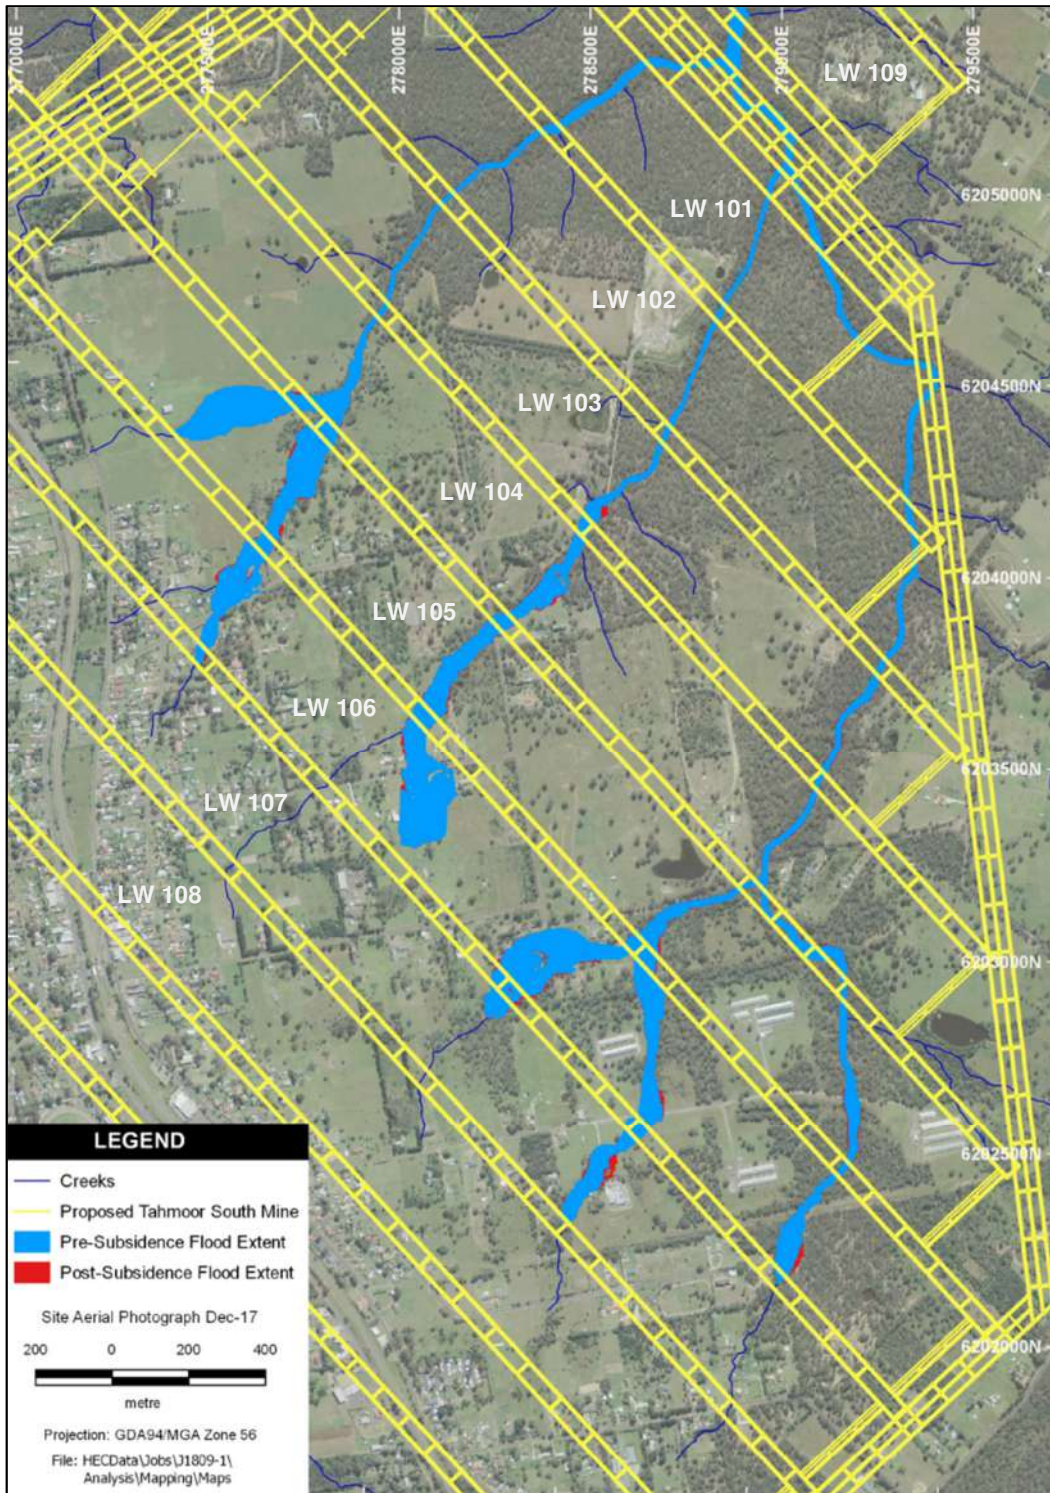 277000E
277500E
278000E
278500E
279000E
279500E
LW 109
6205000N
LW 101
LW 102
6204500N
LW 103
LW 104
6204000N
LW 105
LW 106
6203500N
LW 107
LW 108
6203000N
6202500N
6202000N
LEGEND
Creeks
Proposed Tahmoor South Mine
Pre-Subsidence Flood Extent
Post-Subsidence Flood Extent
Site Aerial Photograph Dec-17
200 0 200 400
metre
Projection: GDA94/MGA Zone 56
File: HECData\Jobs\J1809-1\
Analysis\Mapping\Maps